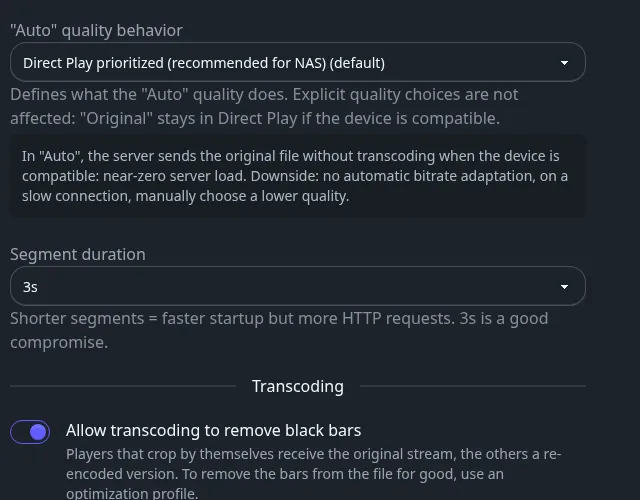 "Auto" quality behavior
Direct Play prioritized (recommended for NAS) (default)
Defines what the "Auto" quality does. Explicit quality choices are not
affected: "Original" stays in Direct Play if the device is compatible.
In "Auto", the server sends the original file without transcoding when the device is
compatible: near-zero server load. Downside: no automatic bitrate adaptation, on a
slow connection, manually choose a lower quality.
Segment duration
3s
Shorter segments = faster startup but more HTTP requests. 3s is a good
compromise.
Transcoding
Allow transcoding to remove black bars
Players that crop by themselves receive the original stream, the others a re-
encoded version. To remove the bars from the file for good, use an
optimization profile.